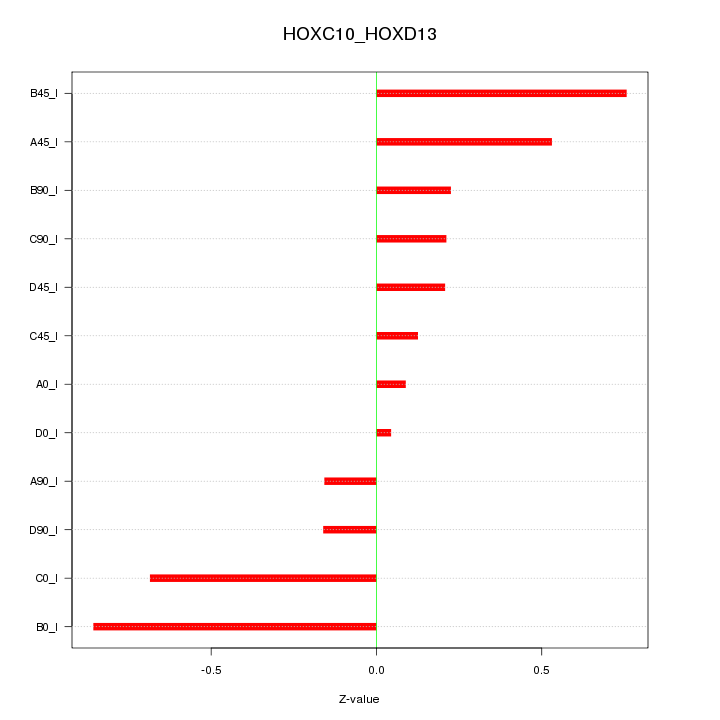 HOXC10_HOXD13
B45_I
A45_I
B90_I
C90_I
D45_I
C45_I
A0_I
D0_I
A90_I
D90_I
C0_I
B0_I
-0.5 0.0 0.5
Z-value